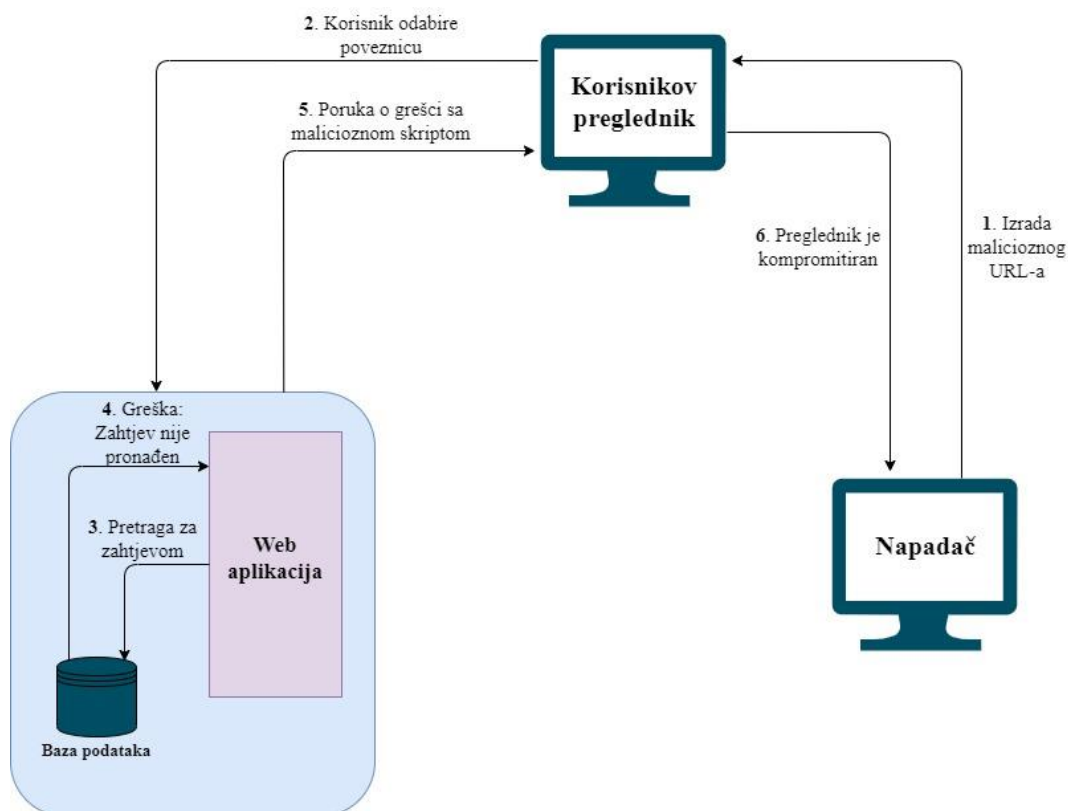 2. Korisnik odabire
poveznicu
5. Poruka o grešci sa
malicioznom skriptom
Korisnikov
preglednik
1. Izrada
malicioznog
URL-a
6. Preglednik je
kompromitiran
4. Greška:
Zahtjev nije
pronađen
3. Pretraga za
zahtjevom
Web
aplikacija
Baza podataka
Napadač